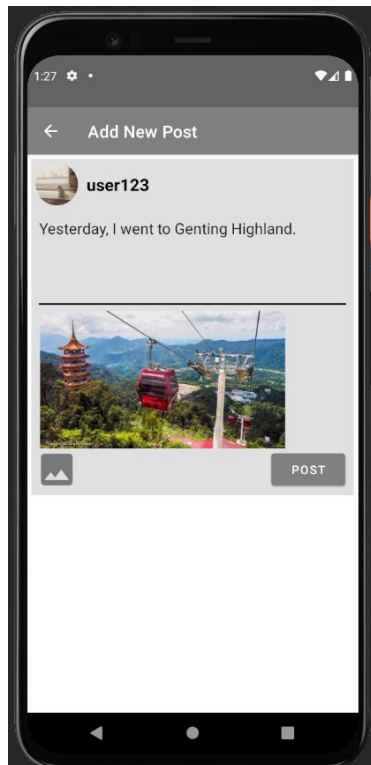 1:27
Add New Post
user123
Yesterday, I went to Genting Highland.
POST